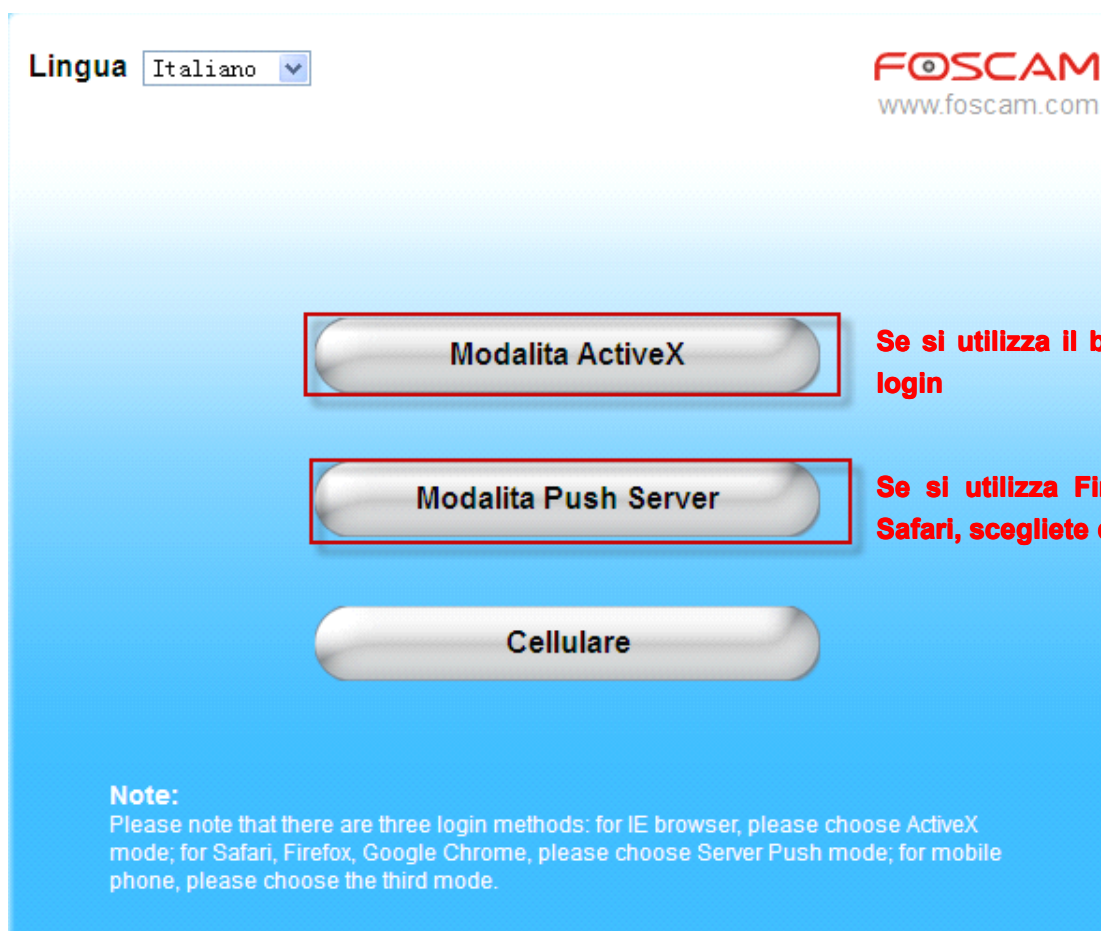 Lingua Italiano
FOSCAM
www.foscam.com
Modalita ActiveX
Se si utilizza il
login
Modalita Push Server
Se si utilizza
Safari, scegliete
Cellulare
Note:
Please note that there are three login methods: for IE browser, please choose ActiveX
mode; for Safari, Firefox, Google Chrome, please choose Server Push mode; for mobile
phone, please choose the third mode.